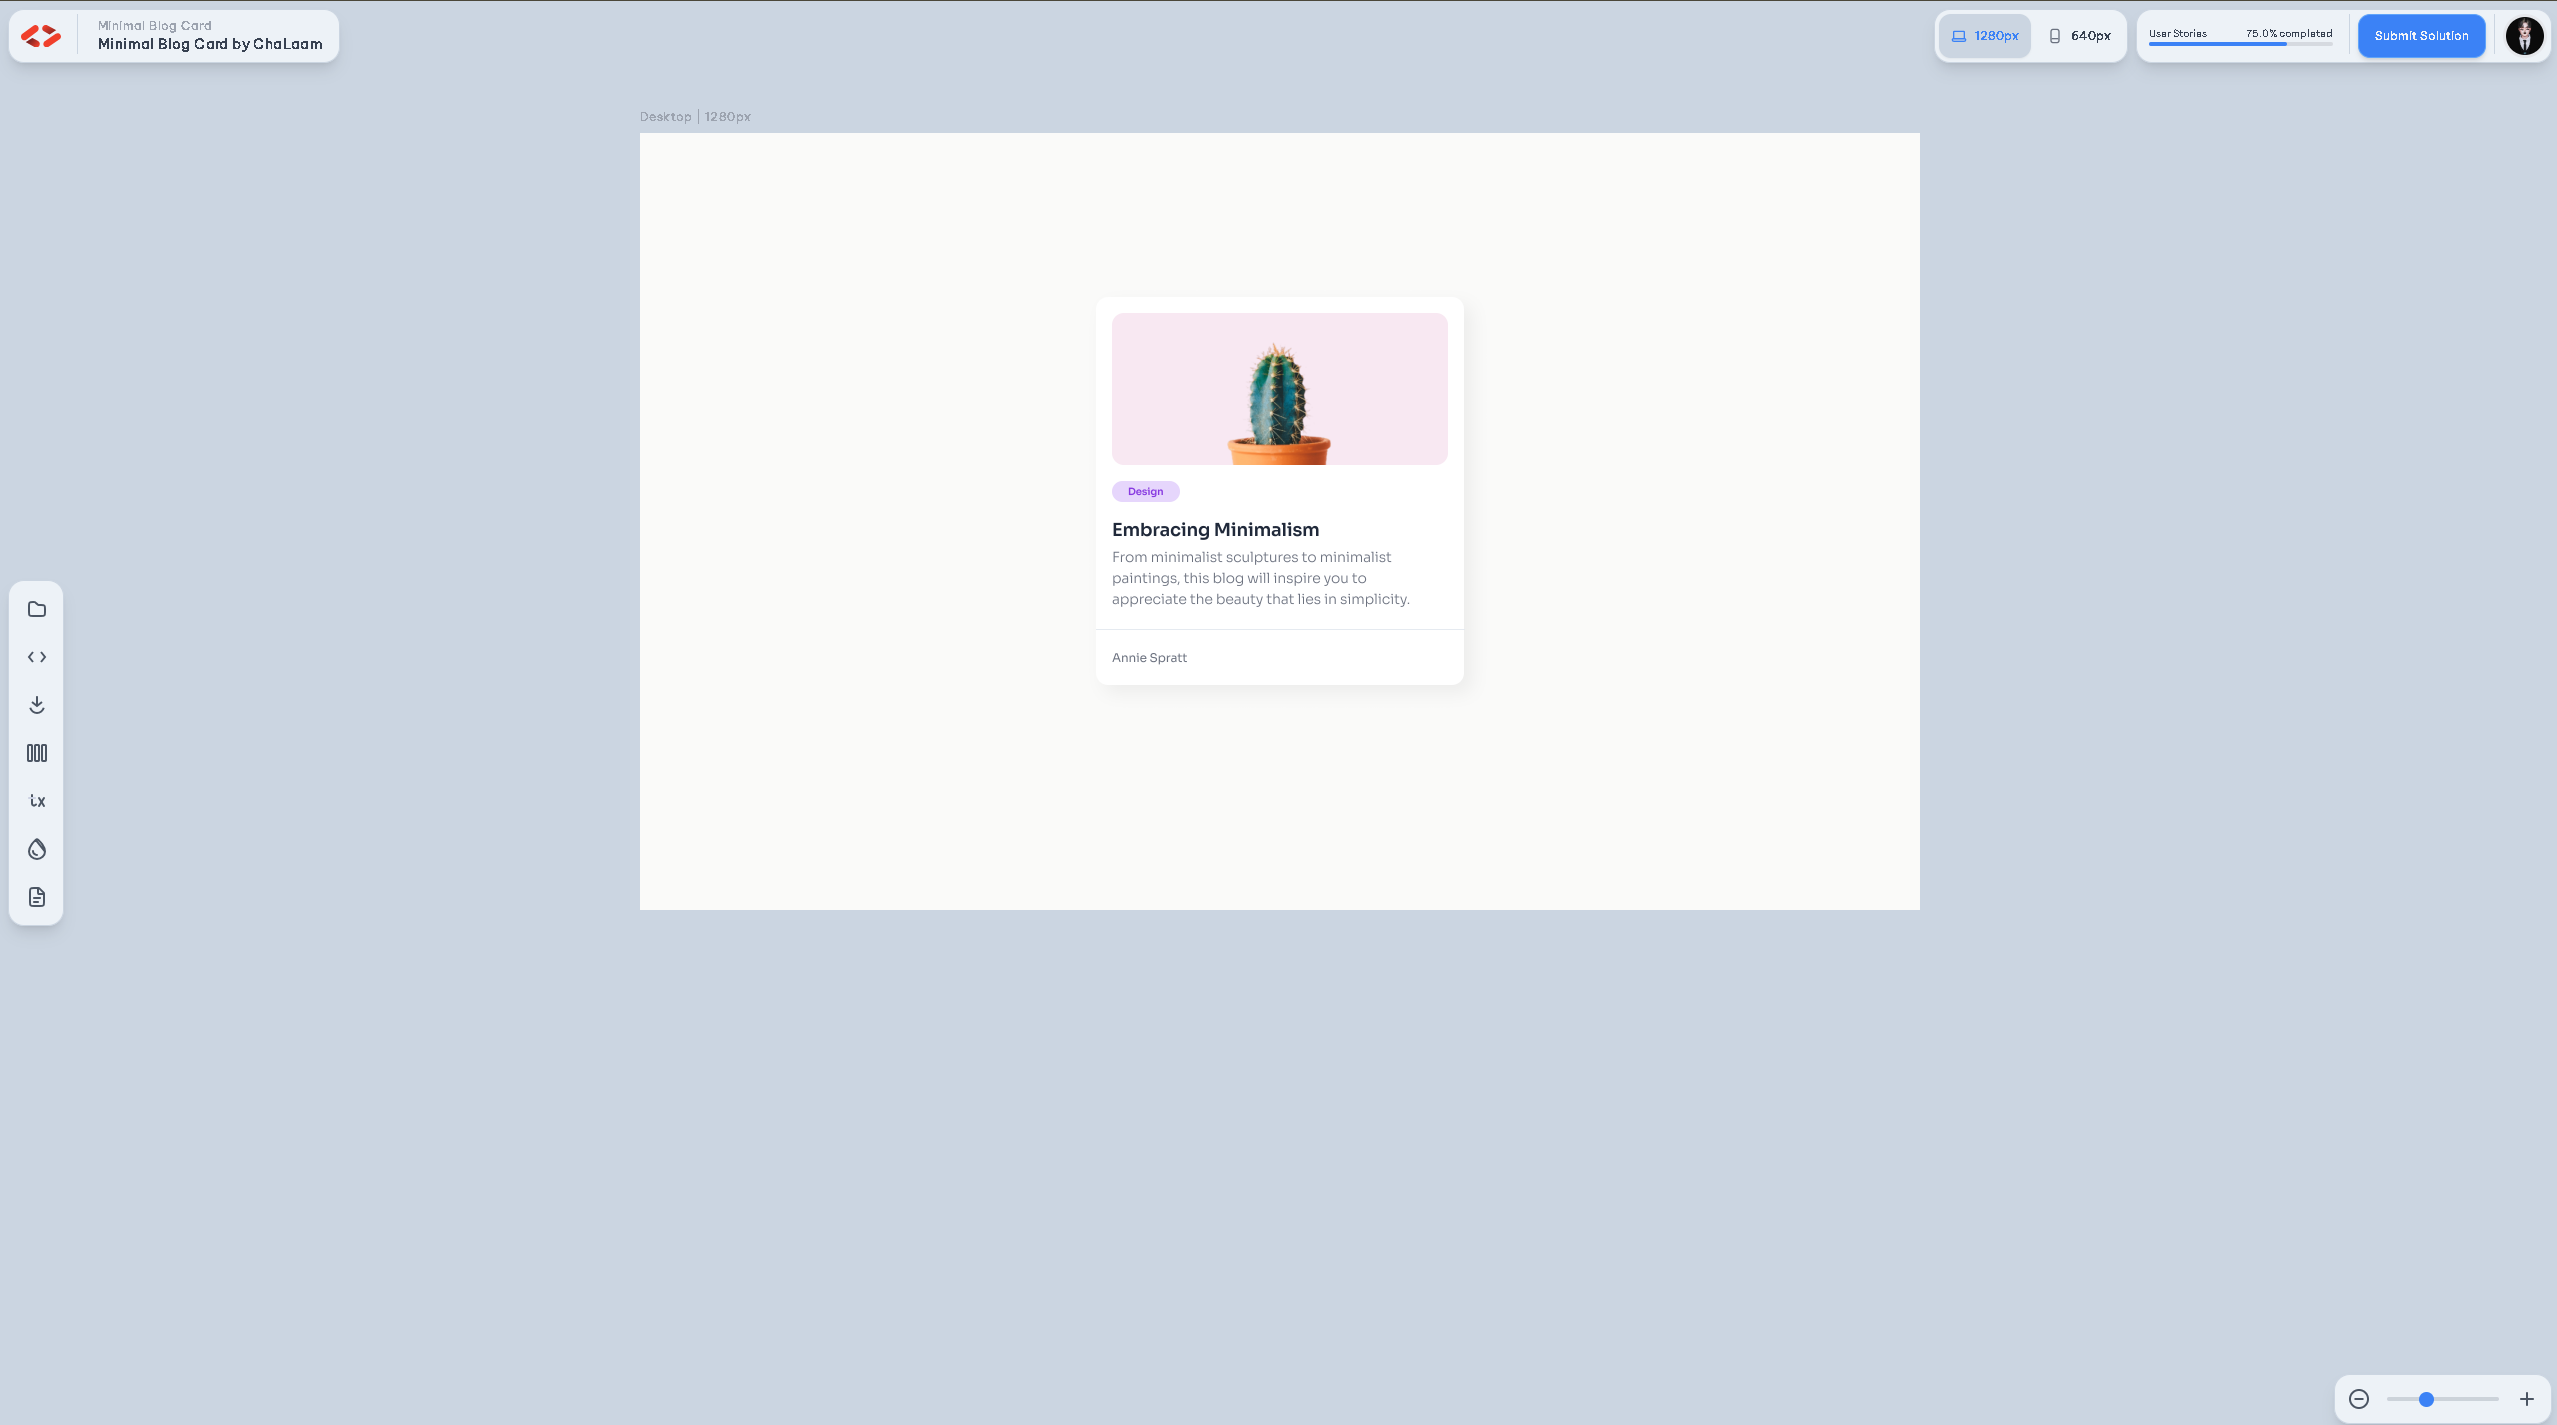 Minimal Blog Card
Minimal Blog Card by ChaLaam
1280px
640px
User Stories
75.0% completed
Submit Solution
Desktop | 1280px
Design
Embracing Minimalism
From minimalist sculptures to minimalist
paintings, this blog will inspire you to
appreciate the beauty that lies in simplicity.
Annie Spratt
tx